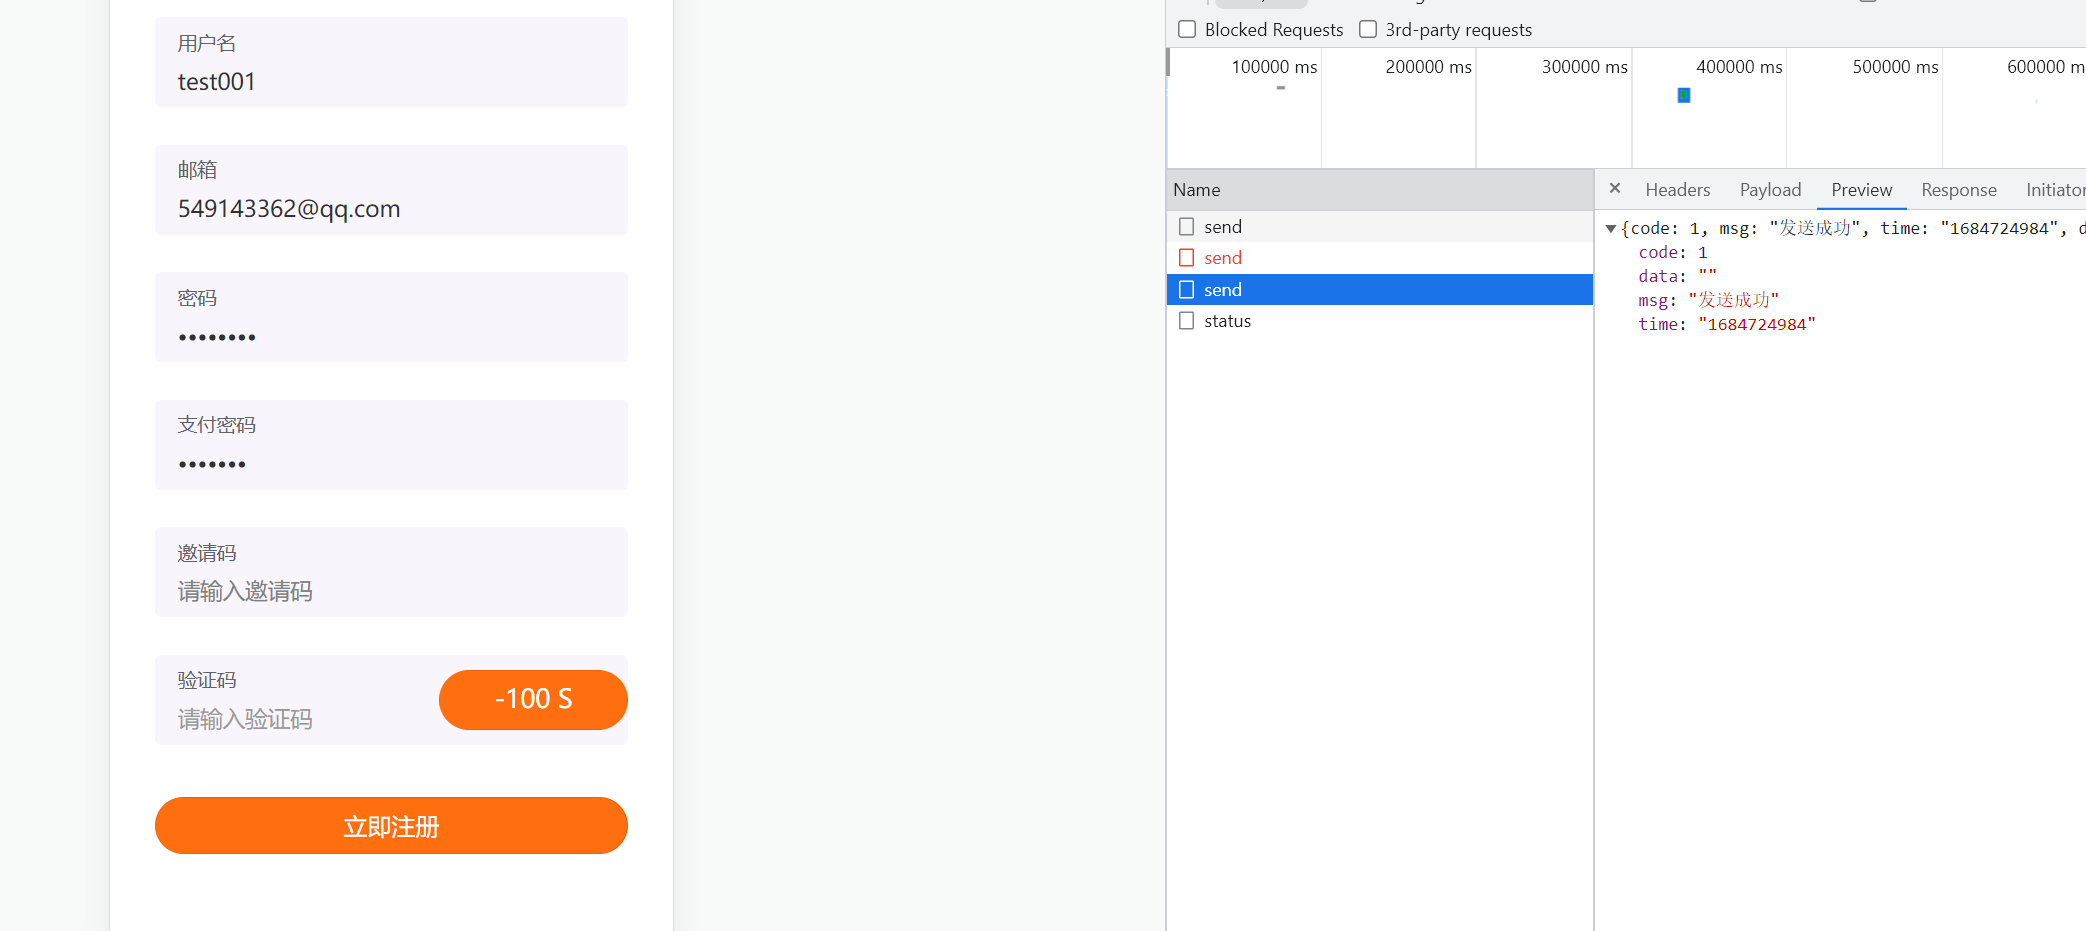 用户名
test001
邮箱
549143362@qq.com
密码
••••••••
支付密码
•••••••
邀请码
请输入邀请码
验证码
请输入验证码
-100 S
立即注册
Blocked Requests 3rd-party requests
100000 ms 200000 ms 300000 ms 400000 ms 500000 ms 600000 m
Name
send
send
send
status
× Headers Payload Preview Response Initiator
▼{code: 1, msg: "发送成功", time: "1684724984", d
code: 1
data: ""
msg: "发送成功"
time: "1684724984"